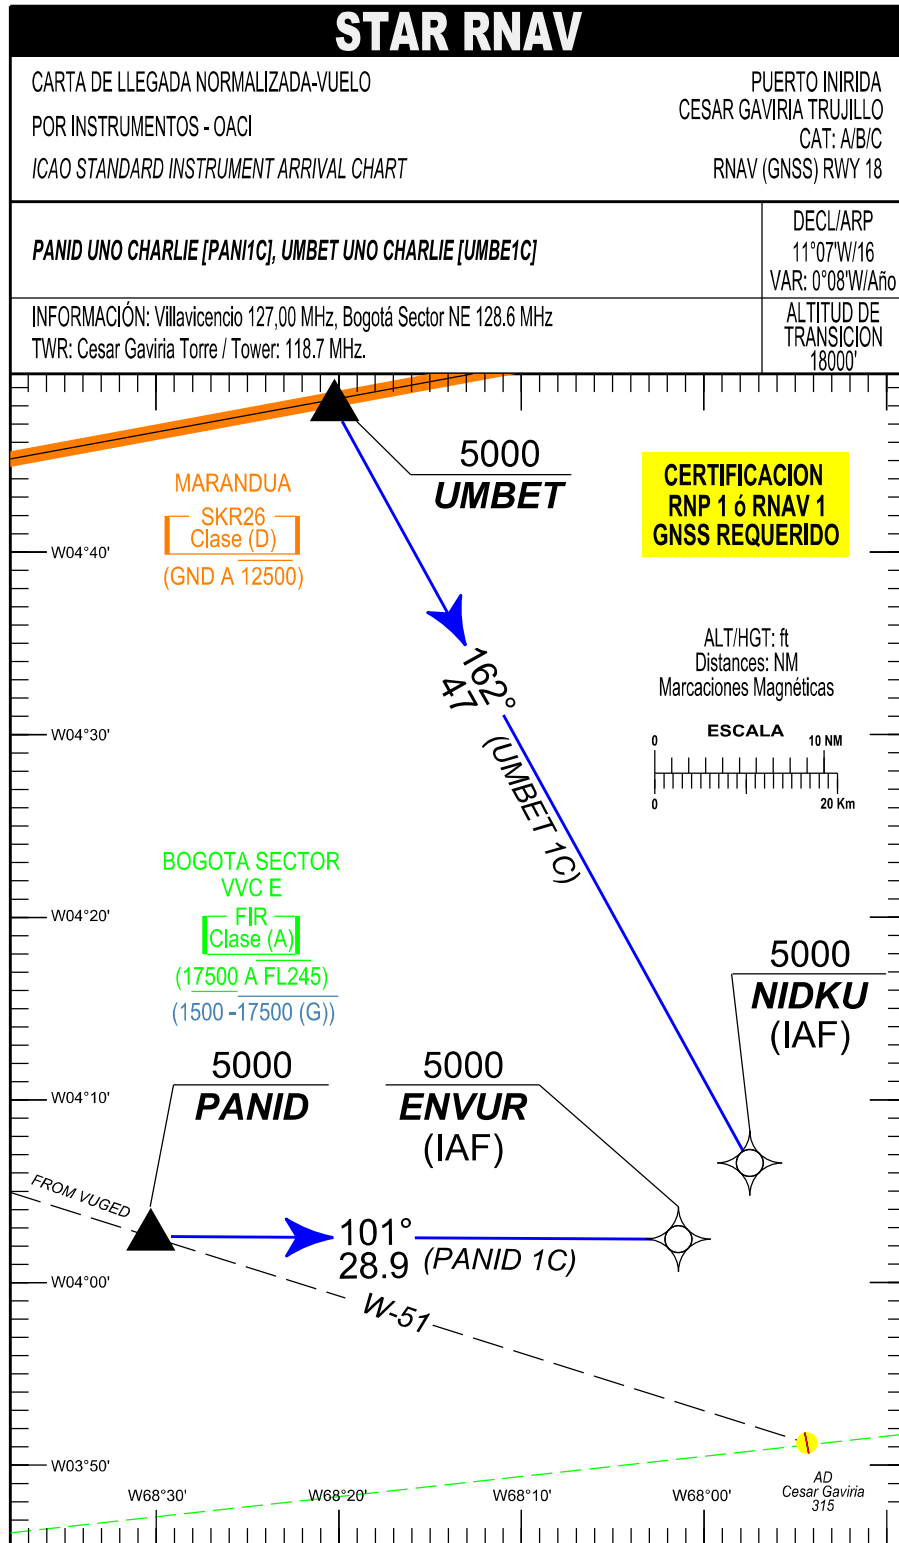 STAR RNAV
CARTA DE LLEGADA NORMALIZADA-VUELO
POR INSTRUMENTOS - OACI
ICAO STANDARD INSTRUMENT ARRIVAL CHART
PUERTO INIRIDA
CESAR GAVIRIA TRUJILLO
CAT: A/B/C
RNAV (GNSS) RWY 18
PANID UNO CHARLIE [PANI1C], UMBET UNO CHARLIE [UMBE1C]
DECL/ARP
11°07'W/16
VAR: 0°08'W/Año
INFORMACIÓN: Villavicencio 127,00 MHz, Bogotá Sector NE 128.6 MHz
TWR: Cesar Gaviria Torre / Tower: 118.7 MHz.
ALTITUD DE
TRANSICION
18000'
5000
UMBET
MARANDUA
SKR26
Clase (D)
(GND A 12500)
CERTIFICACION
RNP 1 ó RNAV 1
GNSS REQUERIDO
W04°40'
ALT/HGT: ft
Distances: NM
Marcaciones Magnéticas
162°
47
(UMBET 1C)
W04°30'
ESCALA
0
10 NM
0
20 Km
BOGOTA SECTOR
VVC E
FIR
Clase (A)
(17500 A FL245)
(1500 -17500 (G))
W04°20'
5000
NIDKU
(IAF)
5000
PANID
5000
ENVUR
(IAF)
W04°10'
FROM VUGED
101°
28.9
(PANID 1C)
W04°00'
W-51
W03°50'
AD
Cesar Gaviria
315
W68°30'
W68°20'
W68°10'
W68°00'